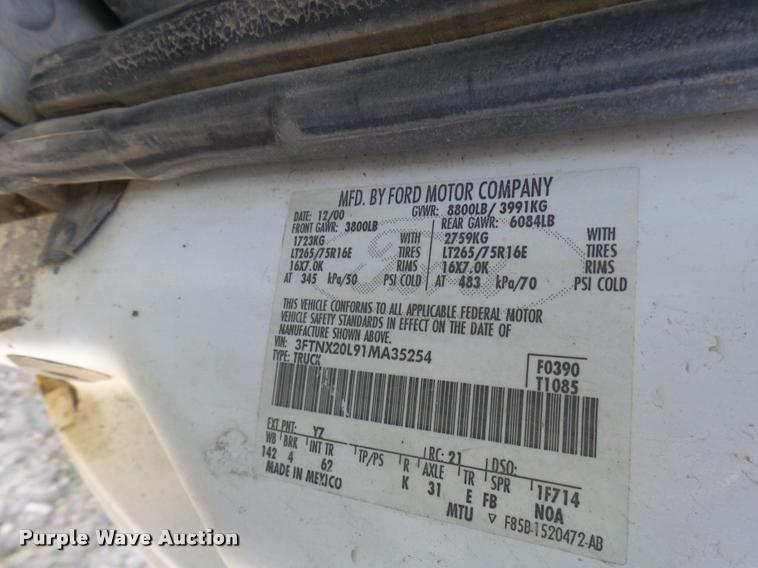 MFD. BY FORD MOTOR COMPANY
DATE: 12/00 GVWR: 8800LB/ 3991KG
FRONT GAWR: 3800LB REAR GAWR: 6084LB
1723KG WITH 2759KG WITH
LT265/75R16E TIRES LT265/75R16E TIRES
16X7.0K RIMS 16X7.0K RIMS
AT 345 kPa/50 PSI COLD AT 483 kPa/70 PSI COLD
THIS VEHICLE CONFORMS TO ALL APPLICABLE FEDERAL MOTOR
VEHICLE SAFETY STANDARDS IN EFFECT ON THE DATE OF
MANUFACTURE SHOWN ABOVE.
VIN: 3FTNX20L91MA35254
TYPE: TRUCK
F0390
T1085
EXT PNT: Y7 RC: 21 DSO:
WB BRK INT TR TP/PS R AXLE TR SPR 1F714
142 4 62 K 31 E FB N0A
MADE IN MEXICO MTU F85B-1520472-AB
Ford
Purple Wave Auction